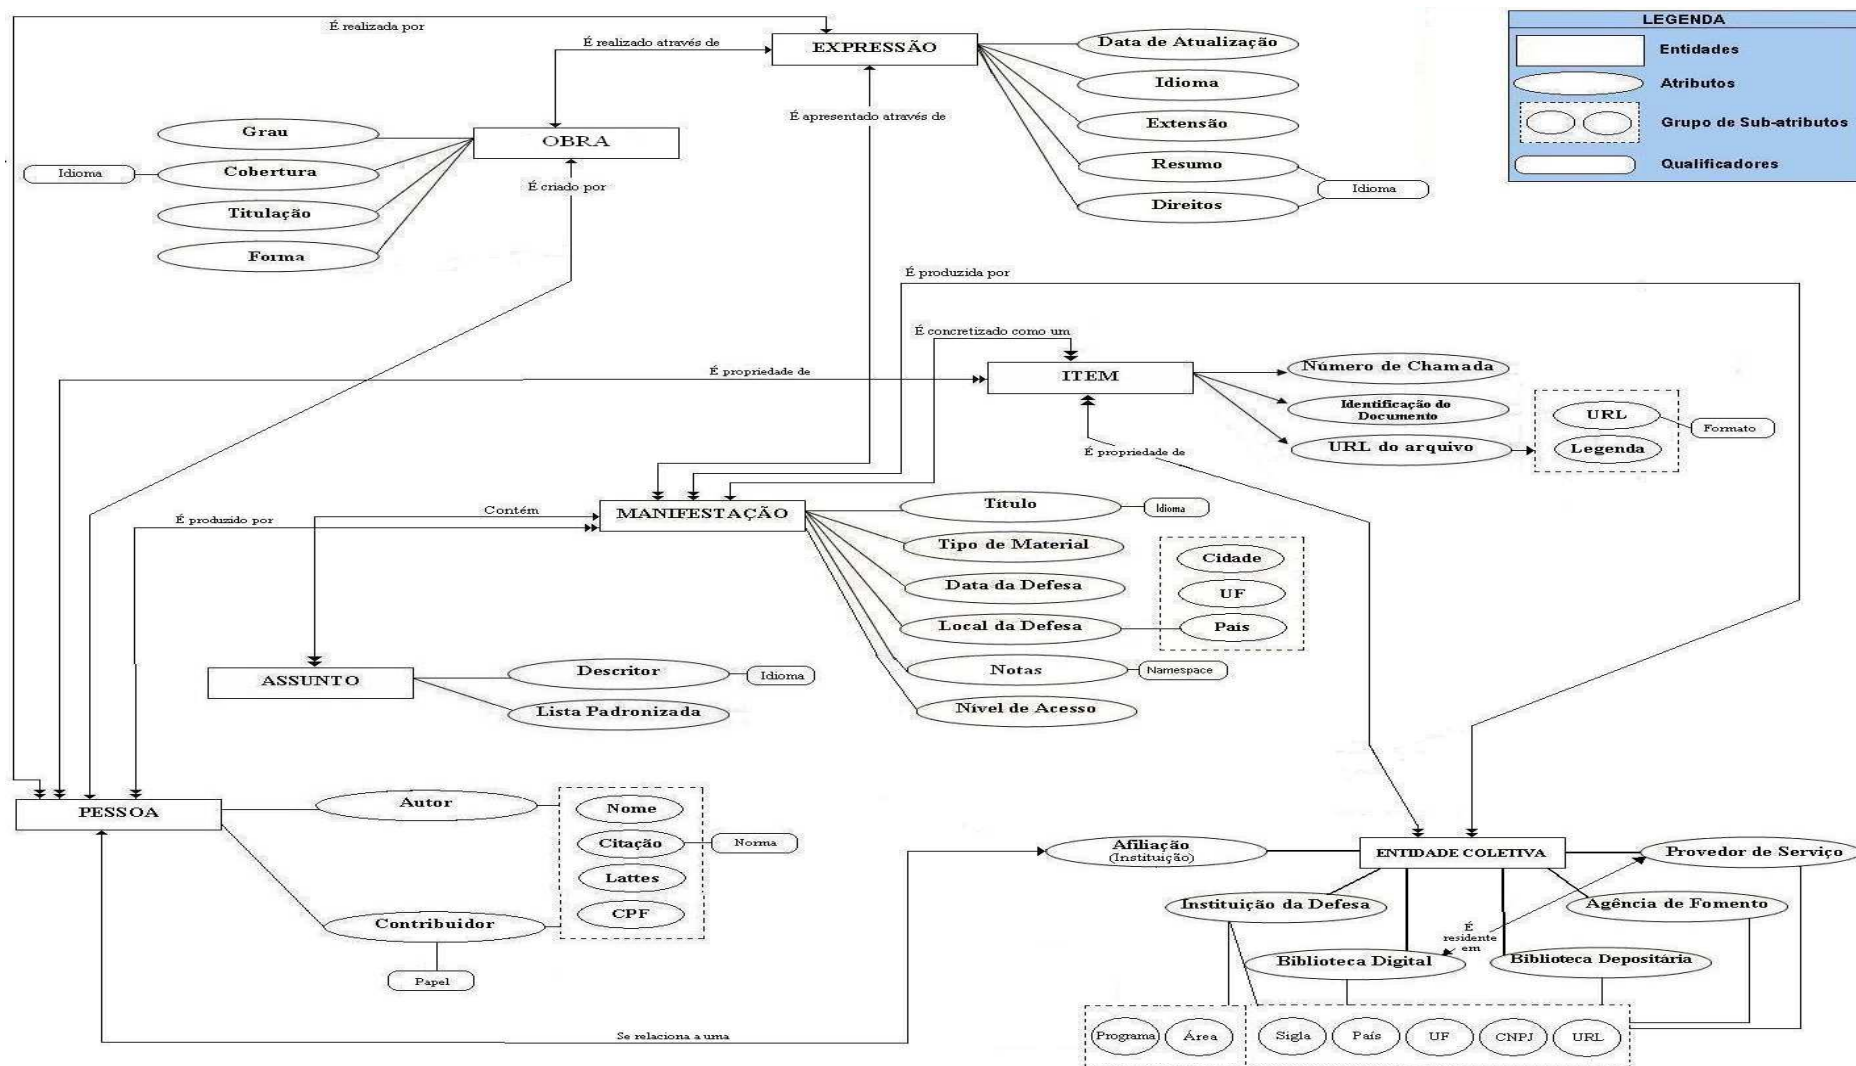 É realizada por
É realizado através de
EXPRESSÃO
Data de Atualização
Idioma
Extensão
Resumo
Direitos
Idioma
LEGENDA
Entidades
Atributos
Grupo de Sub-atributos
Qualificadores
É apresentado através de
Grau
OBRA
Idioma
Cobertura
É criado por
Titulação
Forma
É produzida por
É concretizado como um
É propriedade de
ITEM
Número de Chamada
Identificação do
Documento
URL do arquivo
URL
Legenda
Formato
É propriedade de
Contém
É produzido por
MANIFESTAÇÃO
Título
Idioma
Tipo de Material
Data da Defesa
Local da Defesa
Cidade
UF
País
Notas
Namespace
Nível de Acesso
ASSUNTO
Descritor
Idioma
Lista Padronizada
PESSOA
Autor
Nome
Citação
Norma
Lattes
CPF
Contribuidor
Papel
Afiliação
(Instituição)
ENTIDADE COLETIVA
Provedor de Serviço
Instituição da Defesa
Agência de Fomento
É
residente
em
Biblioteca Digital
Biblioteca Depositária
Se relaciona a uma
Programa
Área
Sigla
País
UF
CNPJ
URL